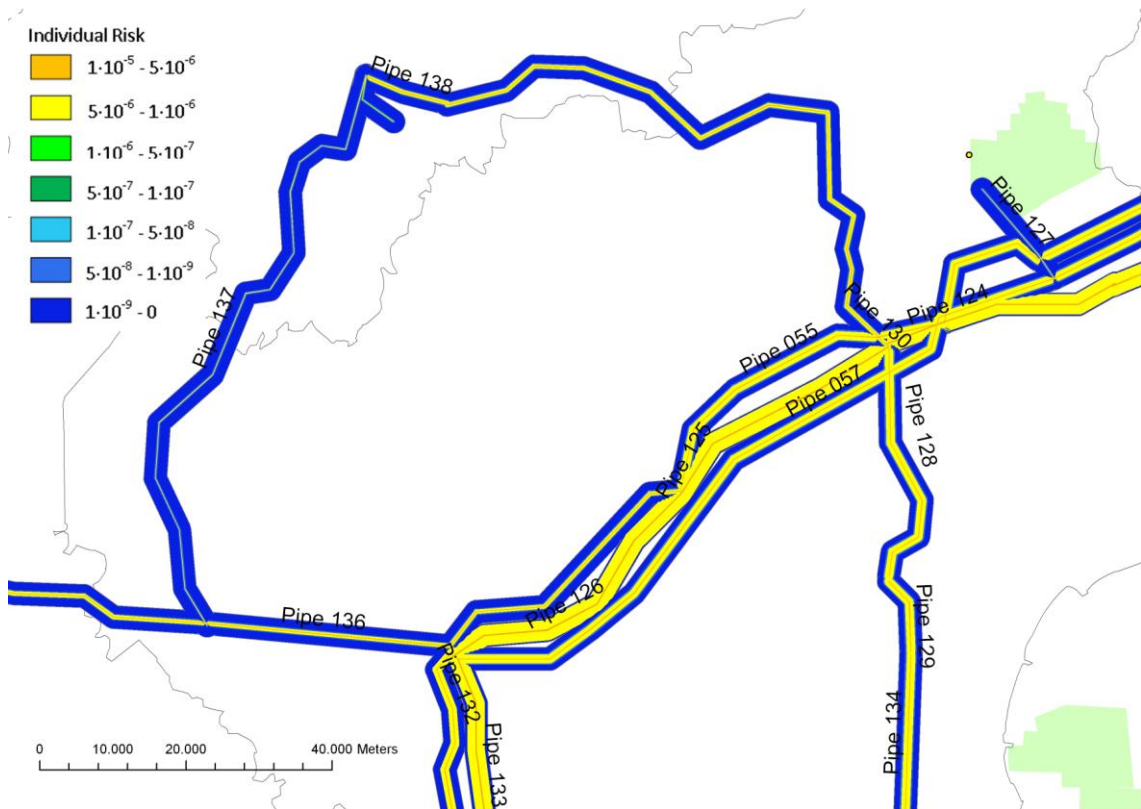 Individual Risk
1·10⁻⁵ - 5·10⁻⁶
5·10⁻⁶ - 1·10⁻⁶
1·10⁻⁶ - 5·10⁻⁷
5·10⁻⁷ - 1·10⁻⁷
1·10⁻⁷ - 5·10⁻⁸
5·10⁻⁸ - 1·10⁻⁹
1·10⁻⁹ - 0
Pipe 138
Pipe 127
Pipe 137
Pipe 124
Pipe 130
Pipe 055
Pipe 057
Pipe 128
Pipe 125
Pipe 126
Pipe 136
Pipe 129
Pipe 132
Pipe 134
Pipe 133
0 10.000 20.000 40.000 Meters